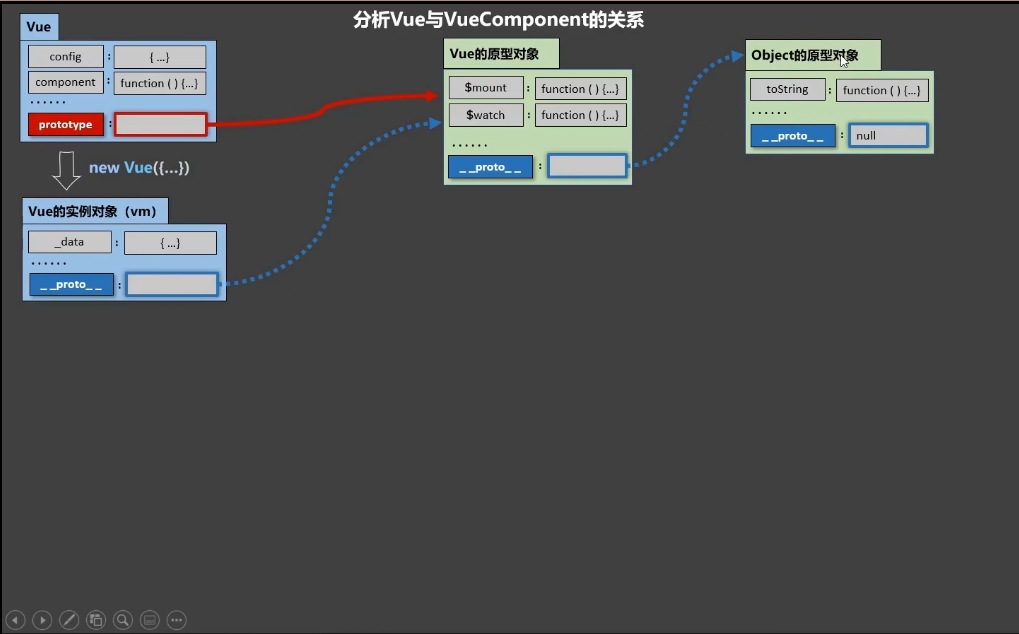 分析Vue与VueComponent的关系
Vue
config : { ...}
component : function ( ) {...}
······
prototype :
new Vue({...})
Vue的实例对象（vm）
_data : { ...}
······
__proto__ :
Vue的原型对象
$mount : function ( ) {...}
$watch : function ( ) {...}
······
__proto__ :
Object的原型对象
toString : function ( ) {...}
······
__proto__ : null